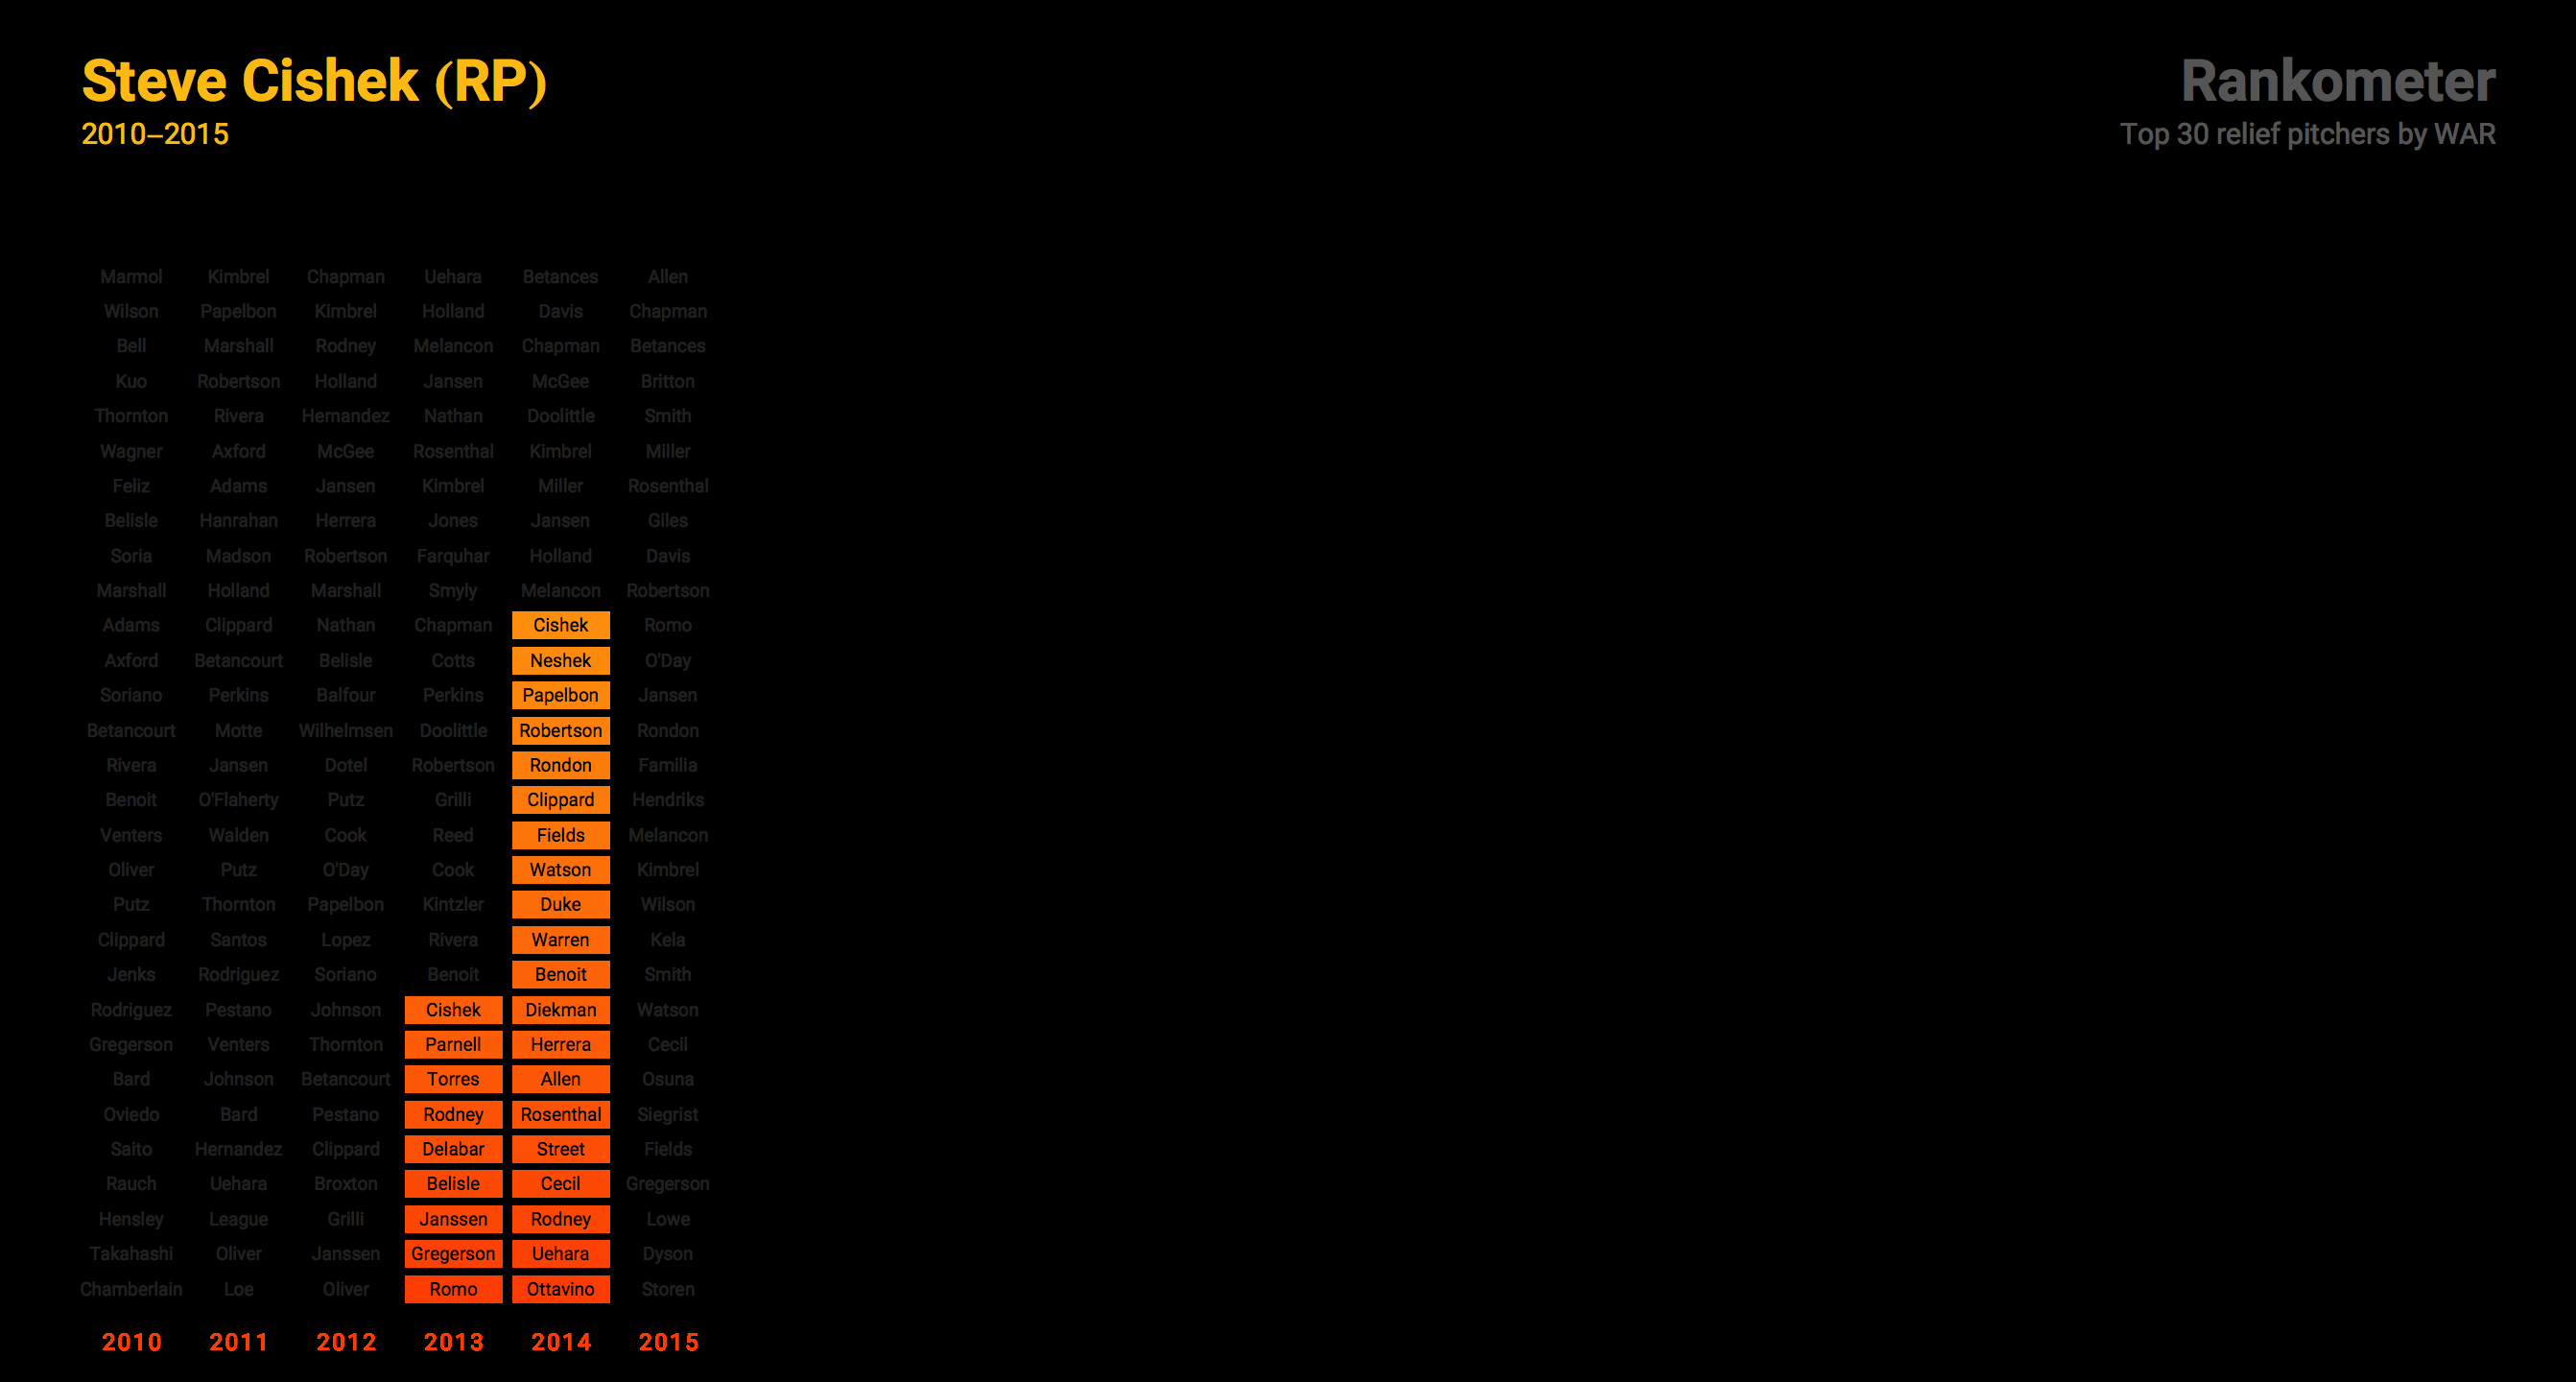 Steve Cishek (RP)
2010–2015
Rankometer
Top 30 relief pitchers by WAR
Marmol Kimbrel Chapman Uehara Betances Allen
Wilson Papelbon Kimbrel Holland Davis Chapman
Bell Marshall Rodney Melancon Chapman Betances
Kuo Robertson Holland Jansen McGee Britton
Thornton Rivera Hernandez Nathan Doolittle Smith
Wagner Axford McGee Rosenthal Kimbrel Miller
Feliz Adams Jansen Kimbrel Miller Rosenthal
Belisle Hanrahan Herrera Jones Jansen Giles
Soria Madson Robertson Farquhar Holland Davis
Marshall Holland Marshall Smyly Melancon Robertson
Adams Clippard Nathan Chapman Cishek Romo
Axford Betancourt Belisle Cotts Neshek O'Day
Soriano Perkins Balfour Perkins Papelbon Jansen
Betancourt Motte Wilhelmsen Doolittle Robertson Rondon
Rivera Jansen Dotel Robertson Rondon Familia
Benoit O'Flaherty Putz Grilli Clippard Hendriks
Venters Walden Cook Reed Fields Melancon
Oliver Putz O'Day Cook Watson Kimbrel
Putz Thornton Papelbon Kintzler Duke Wilson
Clippard Santos Lopez Rivera Warren Kela
Jenks Rodriguez Soriano Benoit Benoit Smith
Rodriguez Pestano Johnson Cishek Diekman Watson
Gregerson Venters Thornton Parnell Herrera Cecil
Bard Johnson Betancourt Torres Allen Osuna
Oviedo Bard Pestano Rodney Rosenthal Siegrist
Saito Hernandez Clippard Delabar Street Fields
Rauch Uehara Broxton Belisle Cecil Gregerson
Hensley League Grilli Janssen Rodney Lowe
Takahashi Oliver Janssen Gregerson Uehara Dyson
Chamberlain Loe Oliver Romo Ottavino Storen
2010 2011 2012 2013 2014 2015